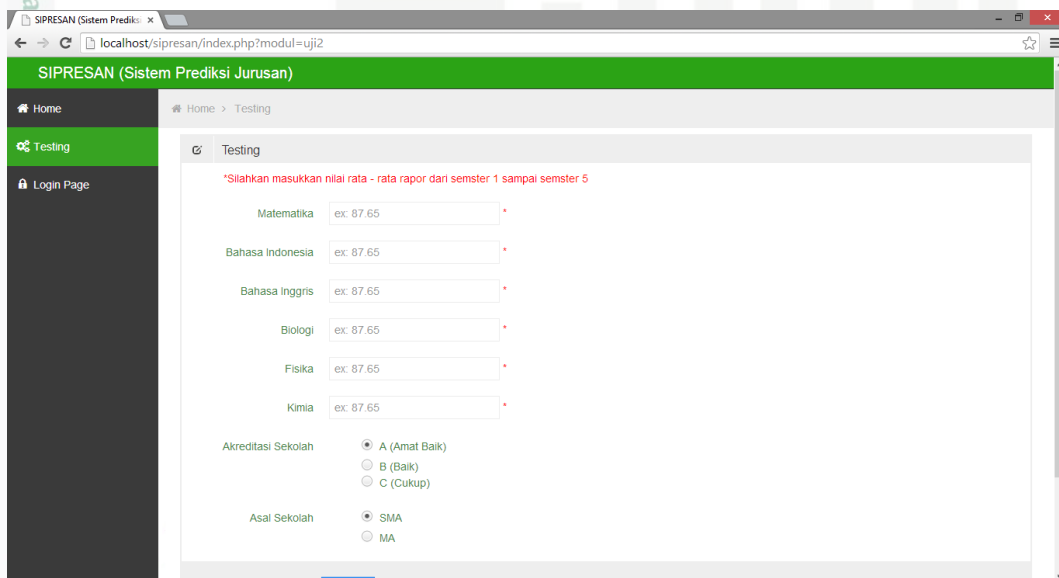 SIPRESAN (Sistem Prediksi
localhost/sipresan/index.php?modul=uji2
SIPRESAN (Sistem Prediksi Jurusan)
Home
Home > Testing
Testing
Testing
Login Page
*Silahkan masukkan nilai rata - rata rapor dari semster 1 sampai semster 5
Matematika ex: 87.65 *
Bahasa Indonesia ex: 87.65 *
Bahasa Inggris ex: 87.65 *
Biologi ex: 87.65 *
Fisika ex: 87.65 *
Kimia ex: 87.65 *
Akreditasi Sekolah A (Amat Baik)
B (Baik)
C (Cukup)
Asal Sekolah SMA
MA